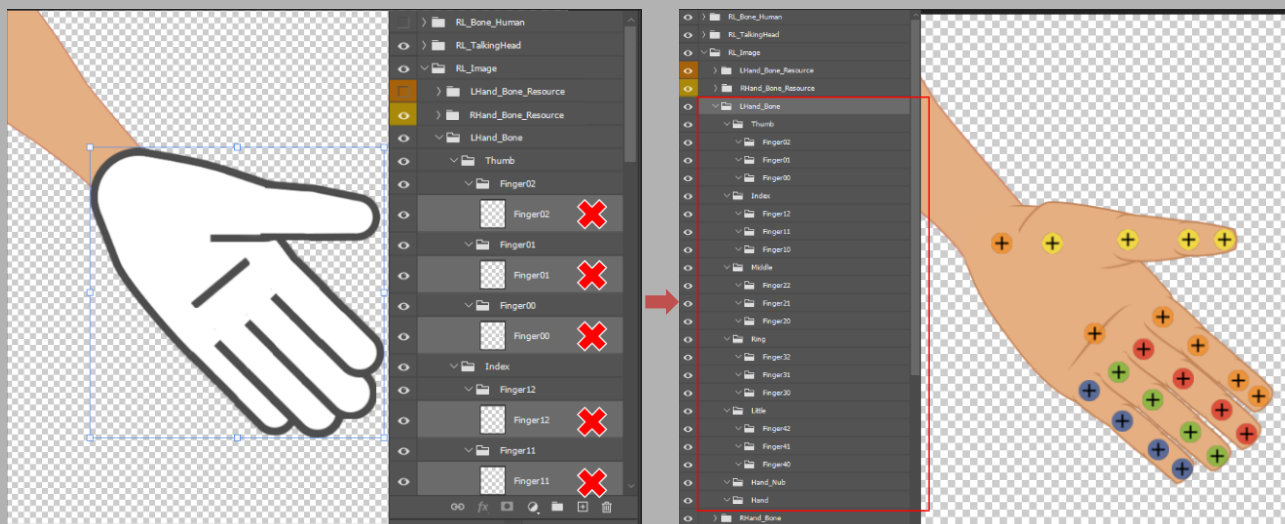 RL_Bone_Human
RL_TalkingHead
RL_Image
LHand_Bone_Resource
RHand_Bone_Resource
LHand_Bone
Thumb
Finger02
Finger02
Finger01
Finger01
Finger00
Finger00
Index
Finger12
Finger12
Finger11
Finger11
fx
RL_Bone_Human
RL_TalkingHead
RL_Image
LHand_Bone_Resource
RHand_Bone_Resource
LHand_Bone
Thumb
Finger02
Finger01
Finger00
Index
Finger12
Finger11
Finger10
Middle
Finger22
Finger21
Finger20
Ring
Finger32
Finger31
Finger30
Little
Finger42
Finger41
Finger40
Hand_Nub
Hand
RHand_Bone